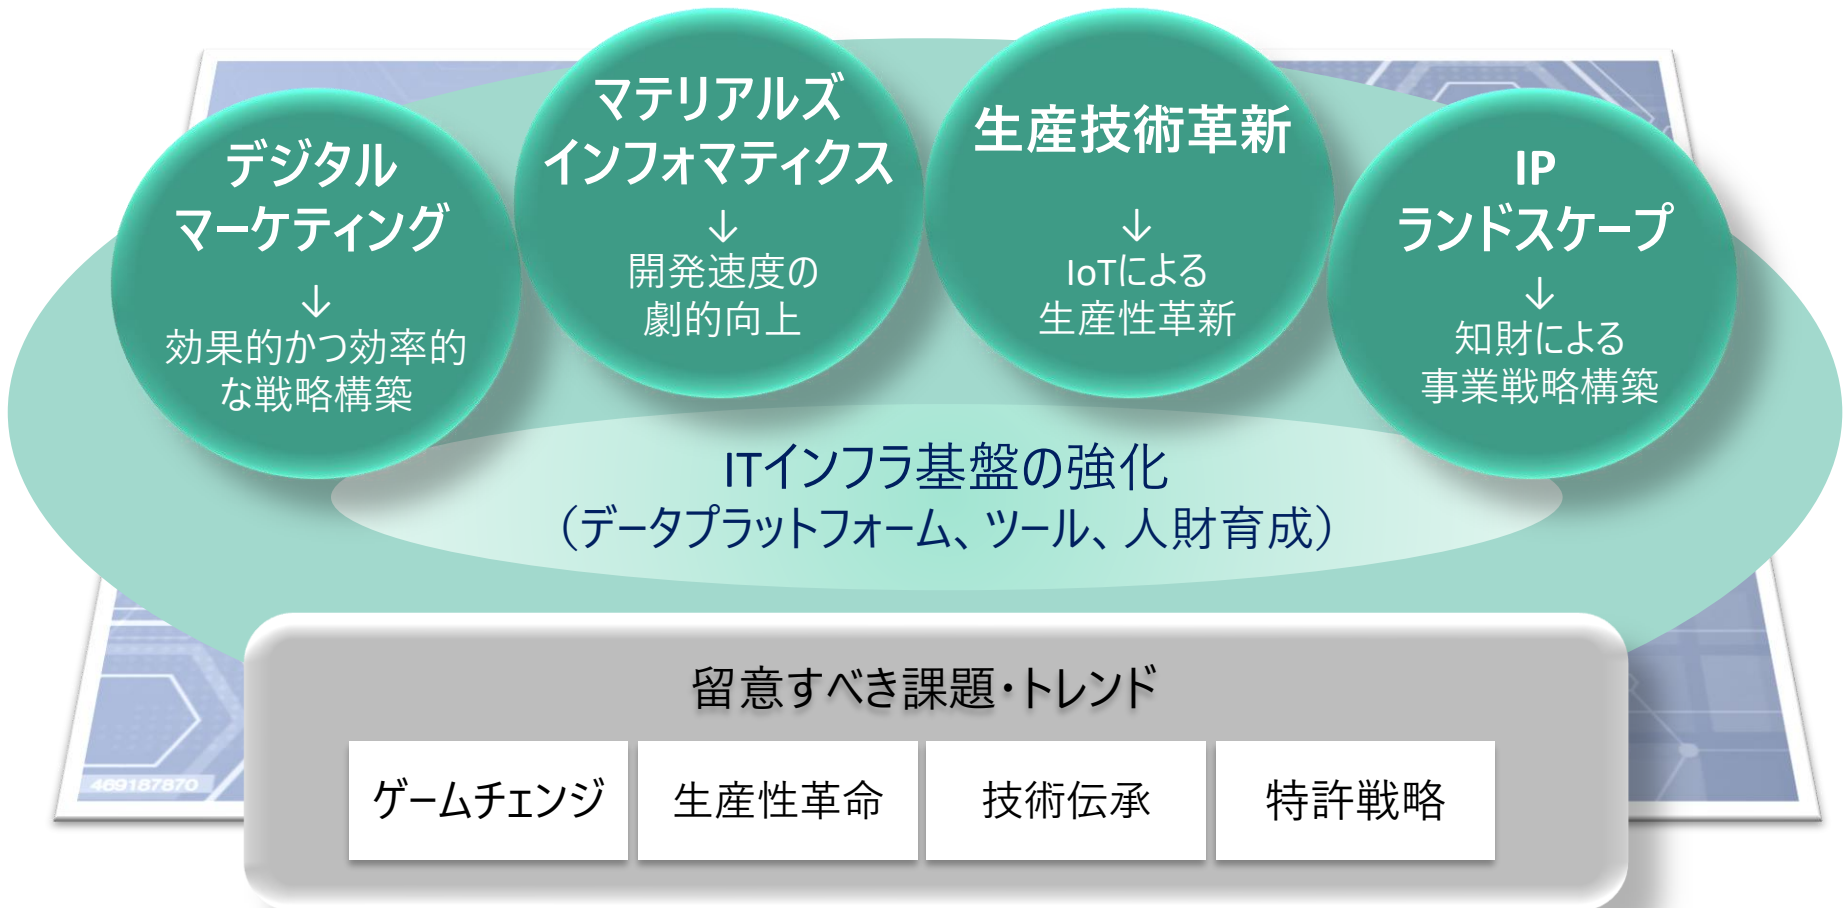 デジタル
マーケティング
↓
効果的かつ効率的
な戦略構築
マテリアルズ
インフォマティクス
↓
開発速度の
劇的向上
生産技術革新
↓
IoTによる
生産性革新
IP
ランドスケープ
↓
知財による
事業戦略構築
ITインフラ基盤の強化
（データプラットフォーム、ツール、人財育成）
留意すべき課題・トレンド
ゲームチェンジ
生産性革命
技術伝承
特許戦略
469187870